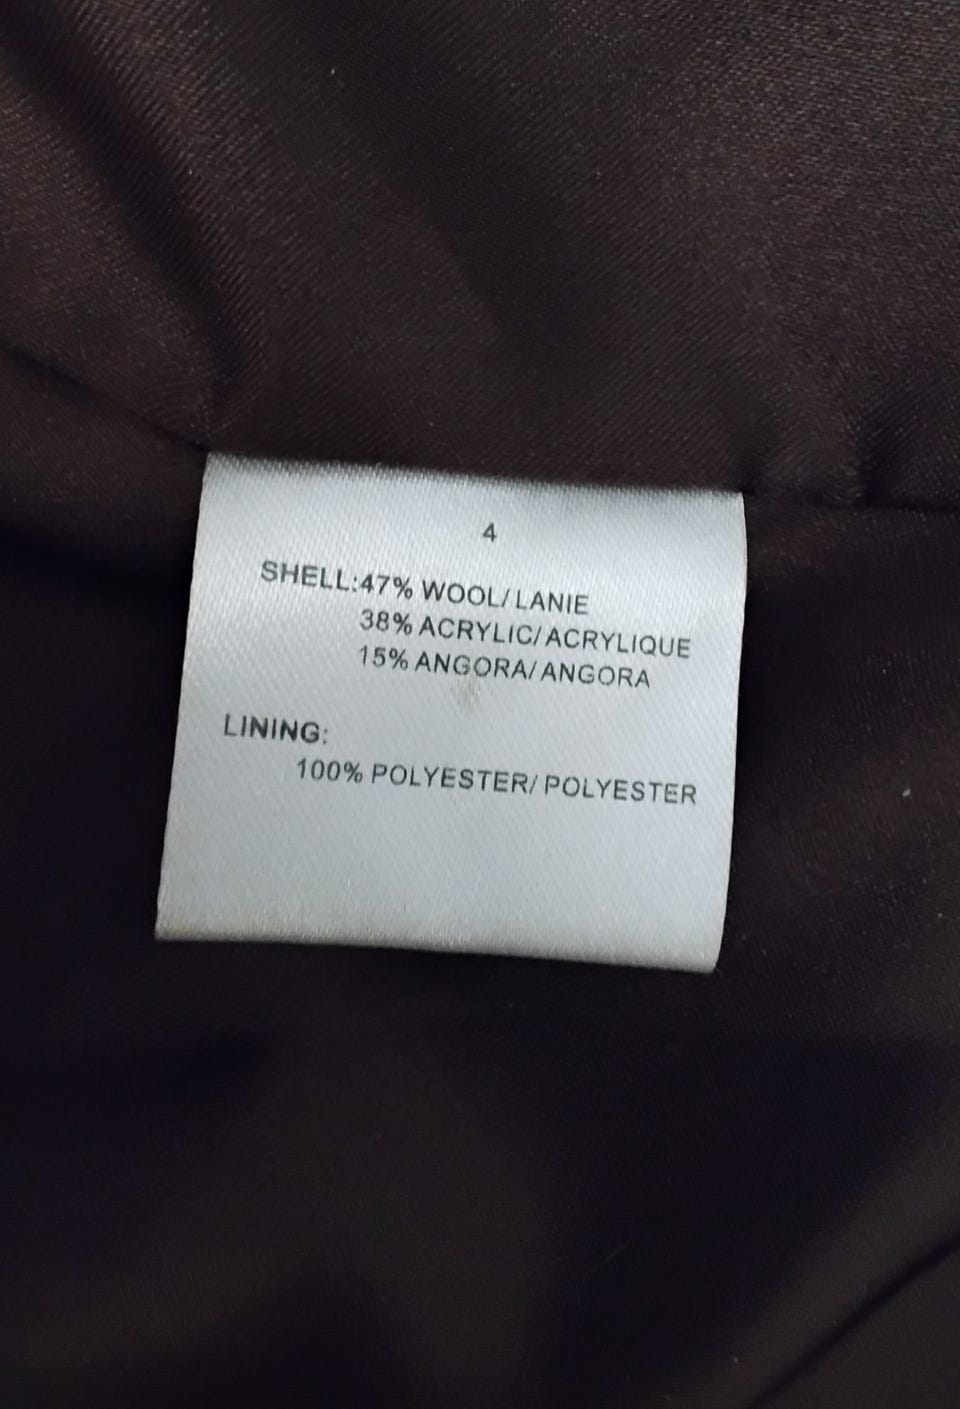 4
SHELL:47% WOOL/ LANIE
38% ACRYLIC/ ACRYLIQUE
15% ANGORA/ ANGORA
LINING:
100% POLYESTER/ POLYESTER